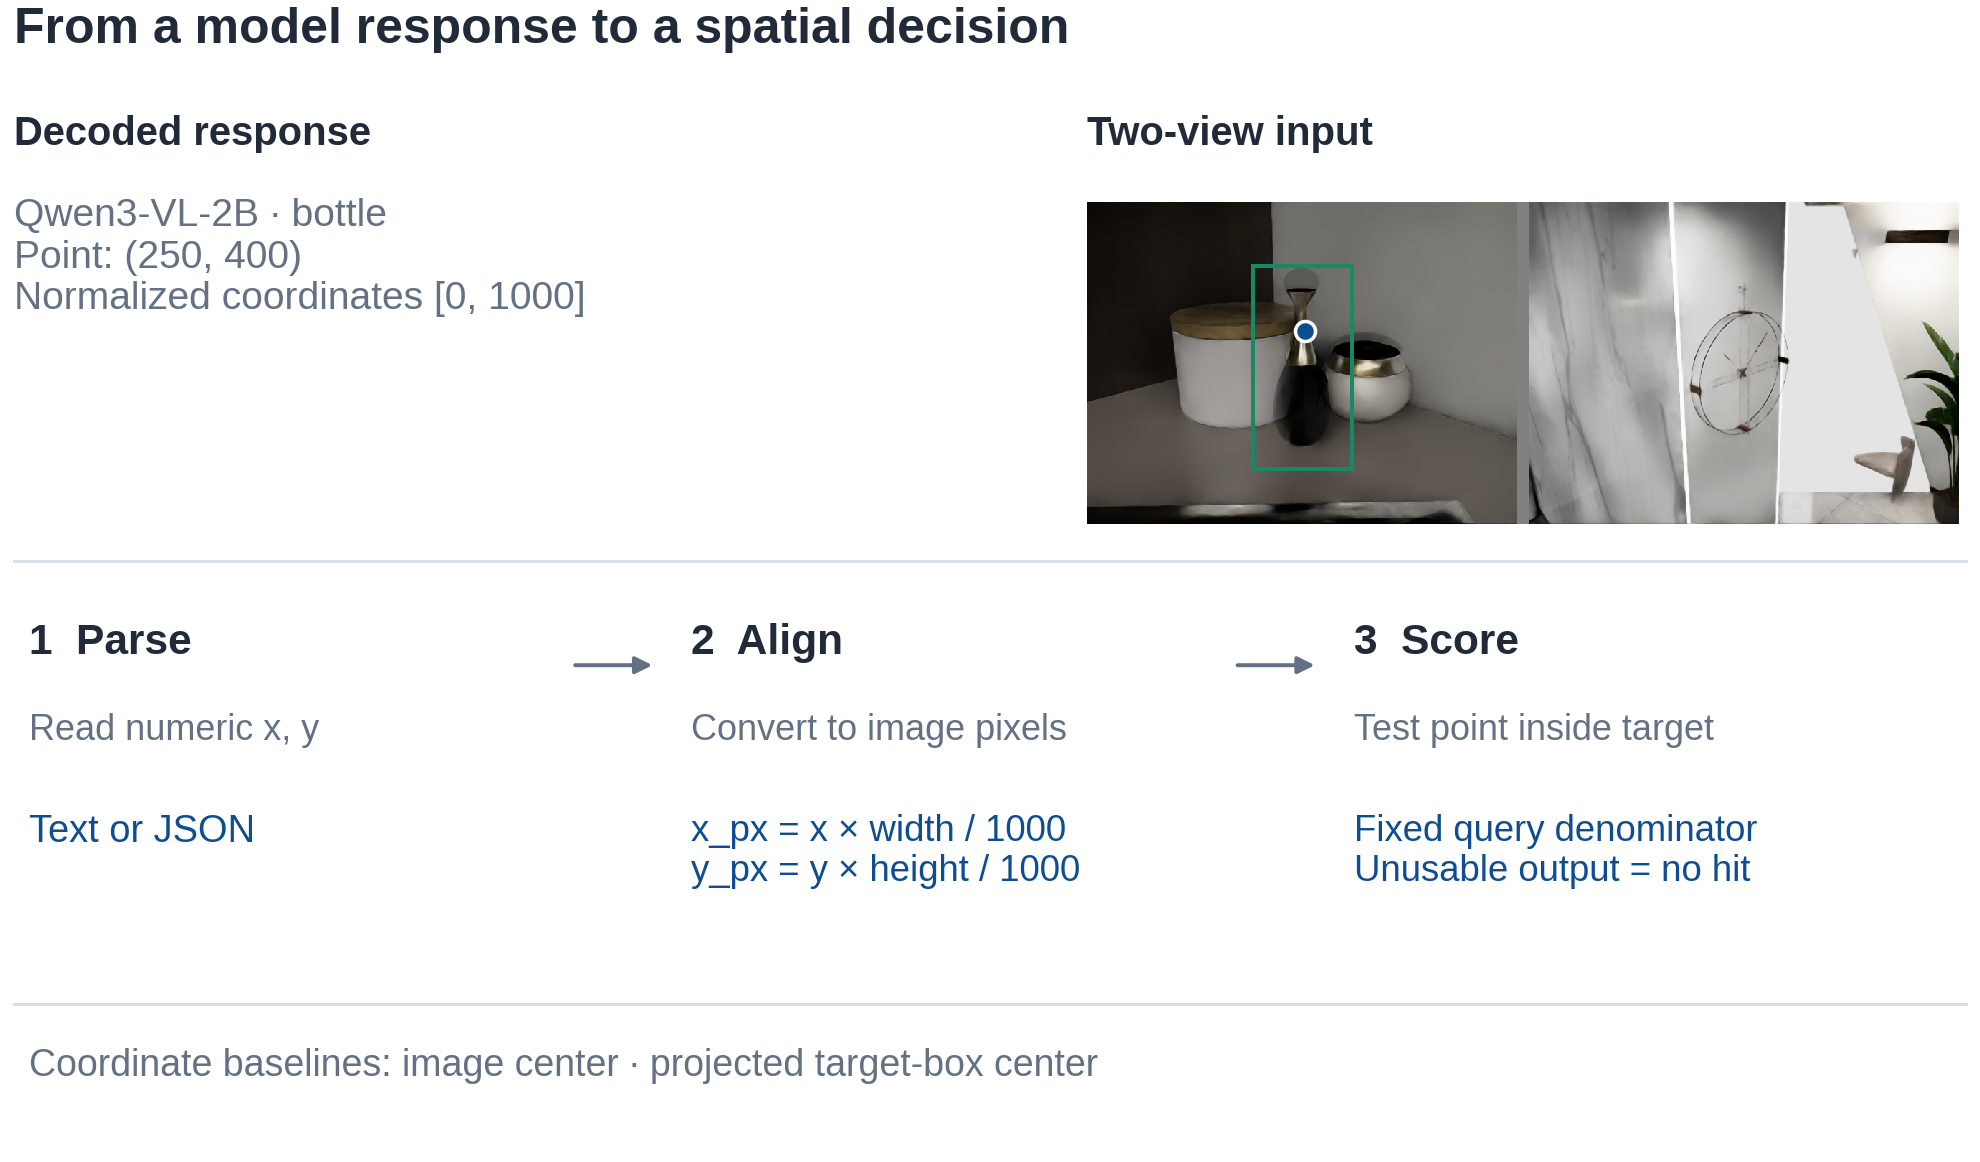 From a model response to a spatial decision
Decoded response
Qwen3-VL-2B · bottle
Point: (250, 400)
Normalized coordinates [0, 1000]
Two-view input
1 Parse
Read numeric x, y
Text or JSON
2 Align
Convert to image pixels
x_px = x × width / 1000
y_px = y × height / 1000
3 Score
Test point inside target
Fixed query denominator
Unusable output = no hit
Coordinate baselines: image center · projected target-box center